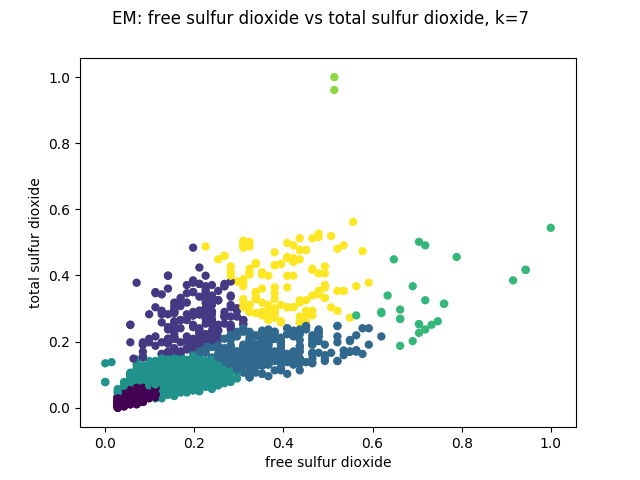 EM: free sulfur dioxide vs total sulfur dioxide, k=7
total sulfur dioxide
1.0
0.8
0.6
0.4
0.2
0.0
0.0 0.2 0.4 0.6 0.8 1.0
free sulfur dioxide